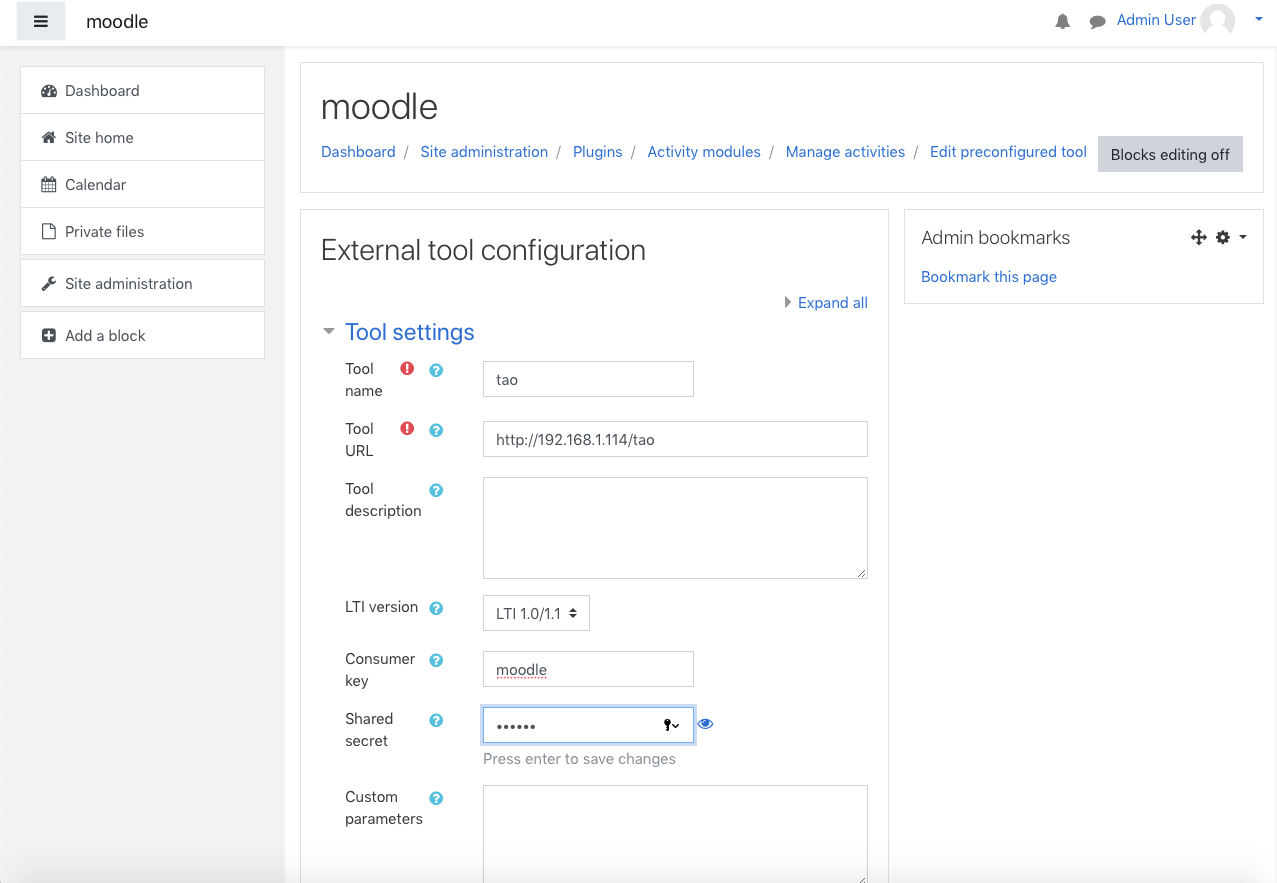 moodle
Admin User
Dashboard
Site home
Calendar
Private files
Site administration
Add a block
moodle
Dashboard / Site administration / Plugins / Activity modules / Manage activities / Edit preconfigured tool
Blocks editing off
External tool configuration
Expand all
Tool settings
Tool
name
tao
Tool
URL
http://192.168.1.114/tao
Tool
description
LTI version
LTI 1.0/1.1
Consumer
key
moodle
Shared
secret
••••••
Press enter to save changes
Custom
parameters
Admin bookmarks
Bookmark this page